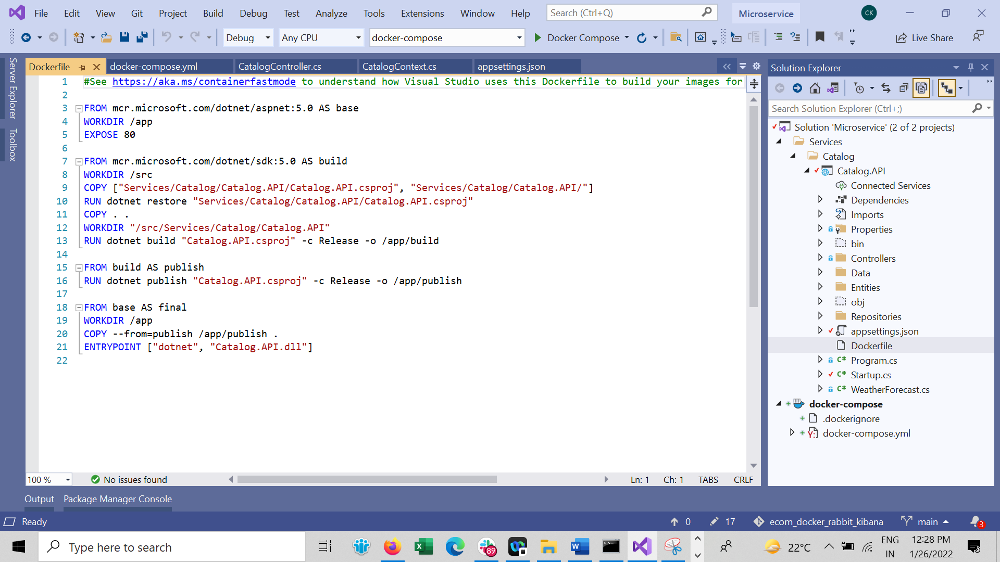 File Edit View Git Project Build Debug Test Analyze Tools Extensions Window Help Search (Ctrl+Q) Microservice CK
Debug Any CPU docker-compose Docker Compose Live Share
Server Explorer
Toolbox
Dockerfile docker-compose.yml CatalogController.cs CatalogContext.cs appsettings.json
1 #See https://aka.ms/containerfastmode to understand how Visual Studio uses this Dockerfile to build your images for
2
3 FROM mcr.microsoft.com/dotnet/aspnet:5.0 AS base
4 WORKDIR /app
5 EXPOSE 80
6
7 FROM mcr.microsoft.com/dotnet/sdk:5.0 AS build
8 WORKDIR /src
9 COPY ["Services/Catalog/Catalog.API/Catalog.API.csproj", "Services/Catalog/Catalog.API/"]
10 RUN dotnet restore "Services/Catalog/Catalog.API/Catalog.API.csproj"
11 COPY . .
12 WORKDIR "/src/Services/Catalog/Catalog.API"
13 RUN dotnet build "Catalog.API.csproj" -c Release -o /app/build
14
15 FROM build AS publish
16 RUN dotnet publish "Catalog.API.csproj" -c Release -o /app/publish
17
18 FROM base AS final
19 WORKDIR /app
20 COPY --from=publish /app/publish .
21 ENTRYPOINT ["dotnet", "Catalog.API.dll"]
22
100 % No issues found Ln: 1 Ch: 1 TABS CRLF
Solution Explorer
Search Solution Explorer (Ctrl+;)
Solution 'Microservice' (2 of 2 projects)
Services
Catalog
Catalog.API
Connected Services
Dependencies
Imports
Properties
bin
Controllers
Data
Entities
obj
Repositories
appsettings.json
Dockerfile
C# Program.cs
C# Startup.cs
C# WeatherForecast.cs
docker-compose
.dockerignore
docker-compose.yml
Output Package Manager Console
Ready 0 17 ecom_docker_rabbit_kibana main 3
Type here to search 89 22°C ENG IN 12:28 PM 1/26/2022